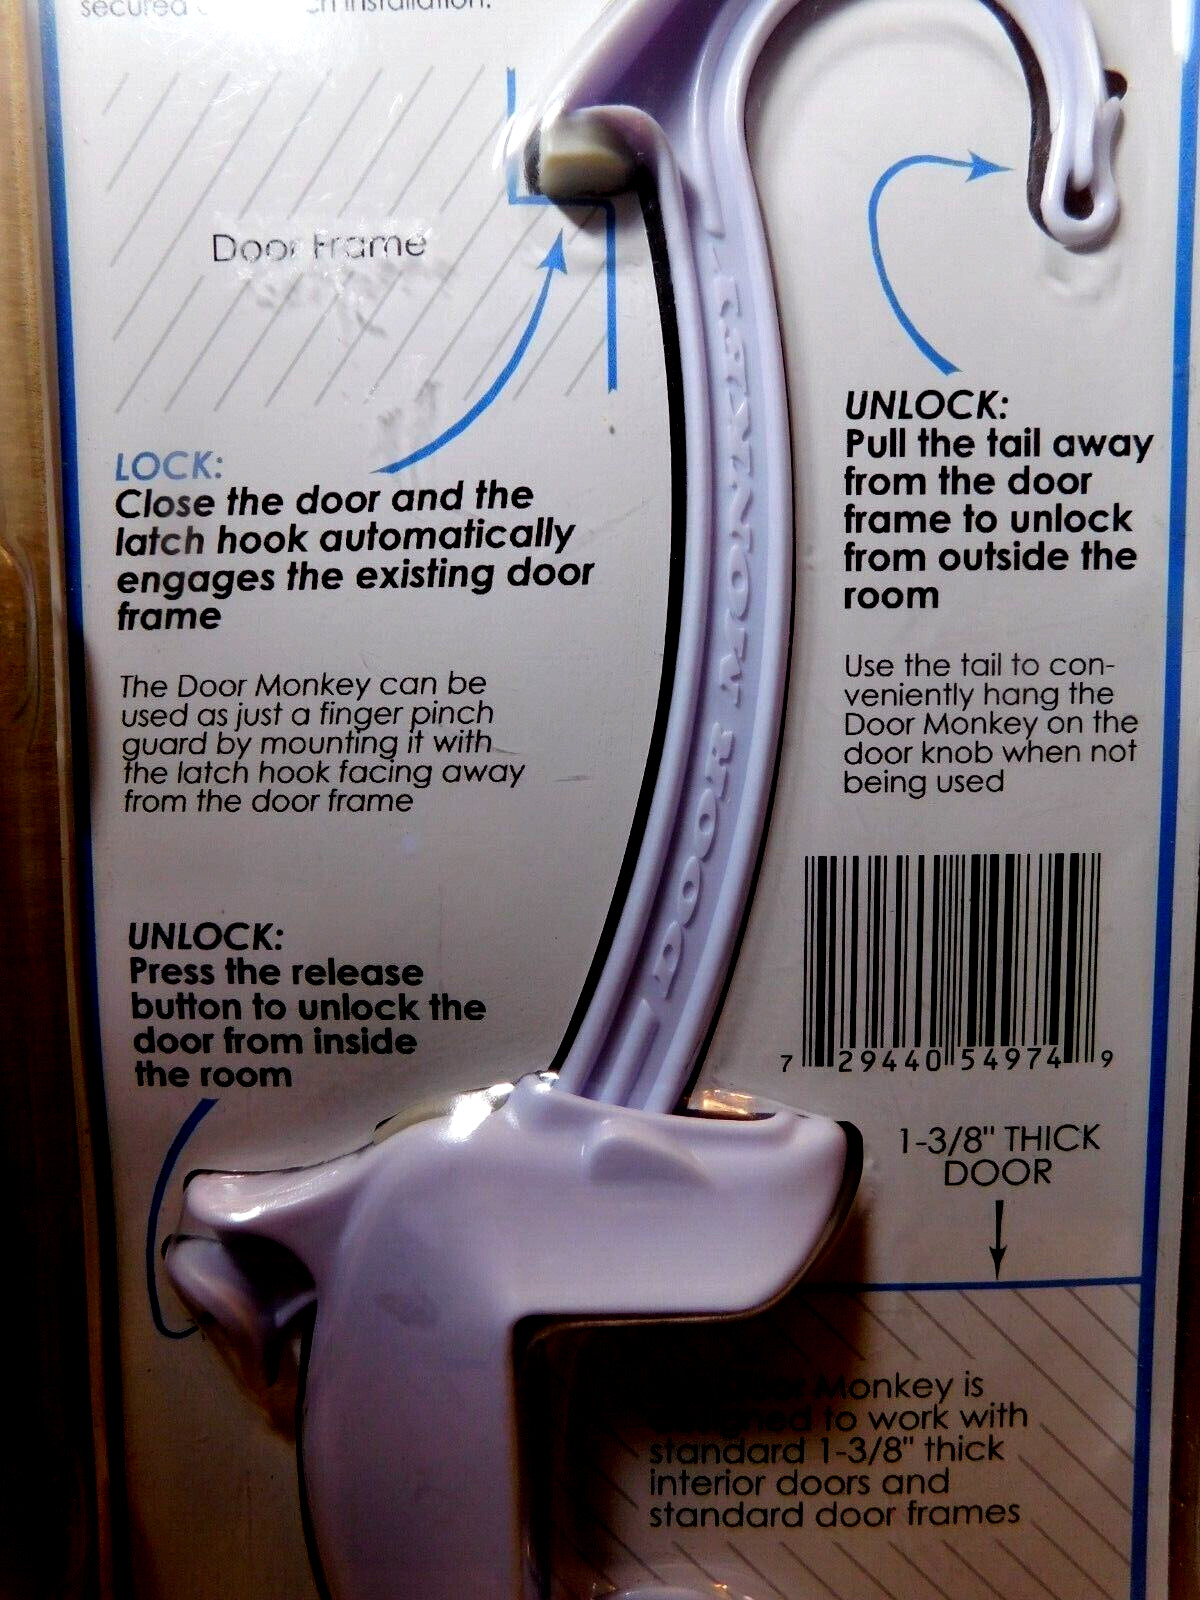 secured installation.
Door Frame
LOCK:
Close the door and the
latch hook automatically
engages the existing door
frame
The Door Monkey can be
used as just a finger pinch
guard by mounting it with
the latch hook facing away
from the door frame
UNLOCK:
Press the release
button to unlock the
door from inside
the room
DOOR MONKEY
UNLOCK:
Pull the tail away
from the door
frame to unlock
from outside the
room
Use the tail to con-
veniently hang the
Door Monkey on the
door knob when not
being used
7 29440 54974 9
1-3/8" THICK
DOOR
Monkey is
to work with
standard 1-3/8" thick
interior doors and
standard door frames